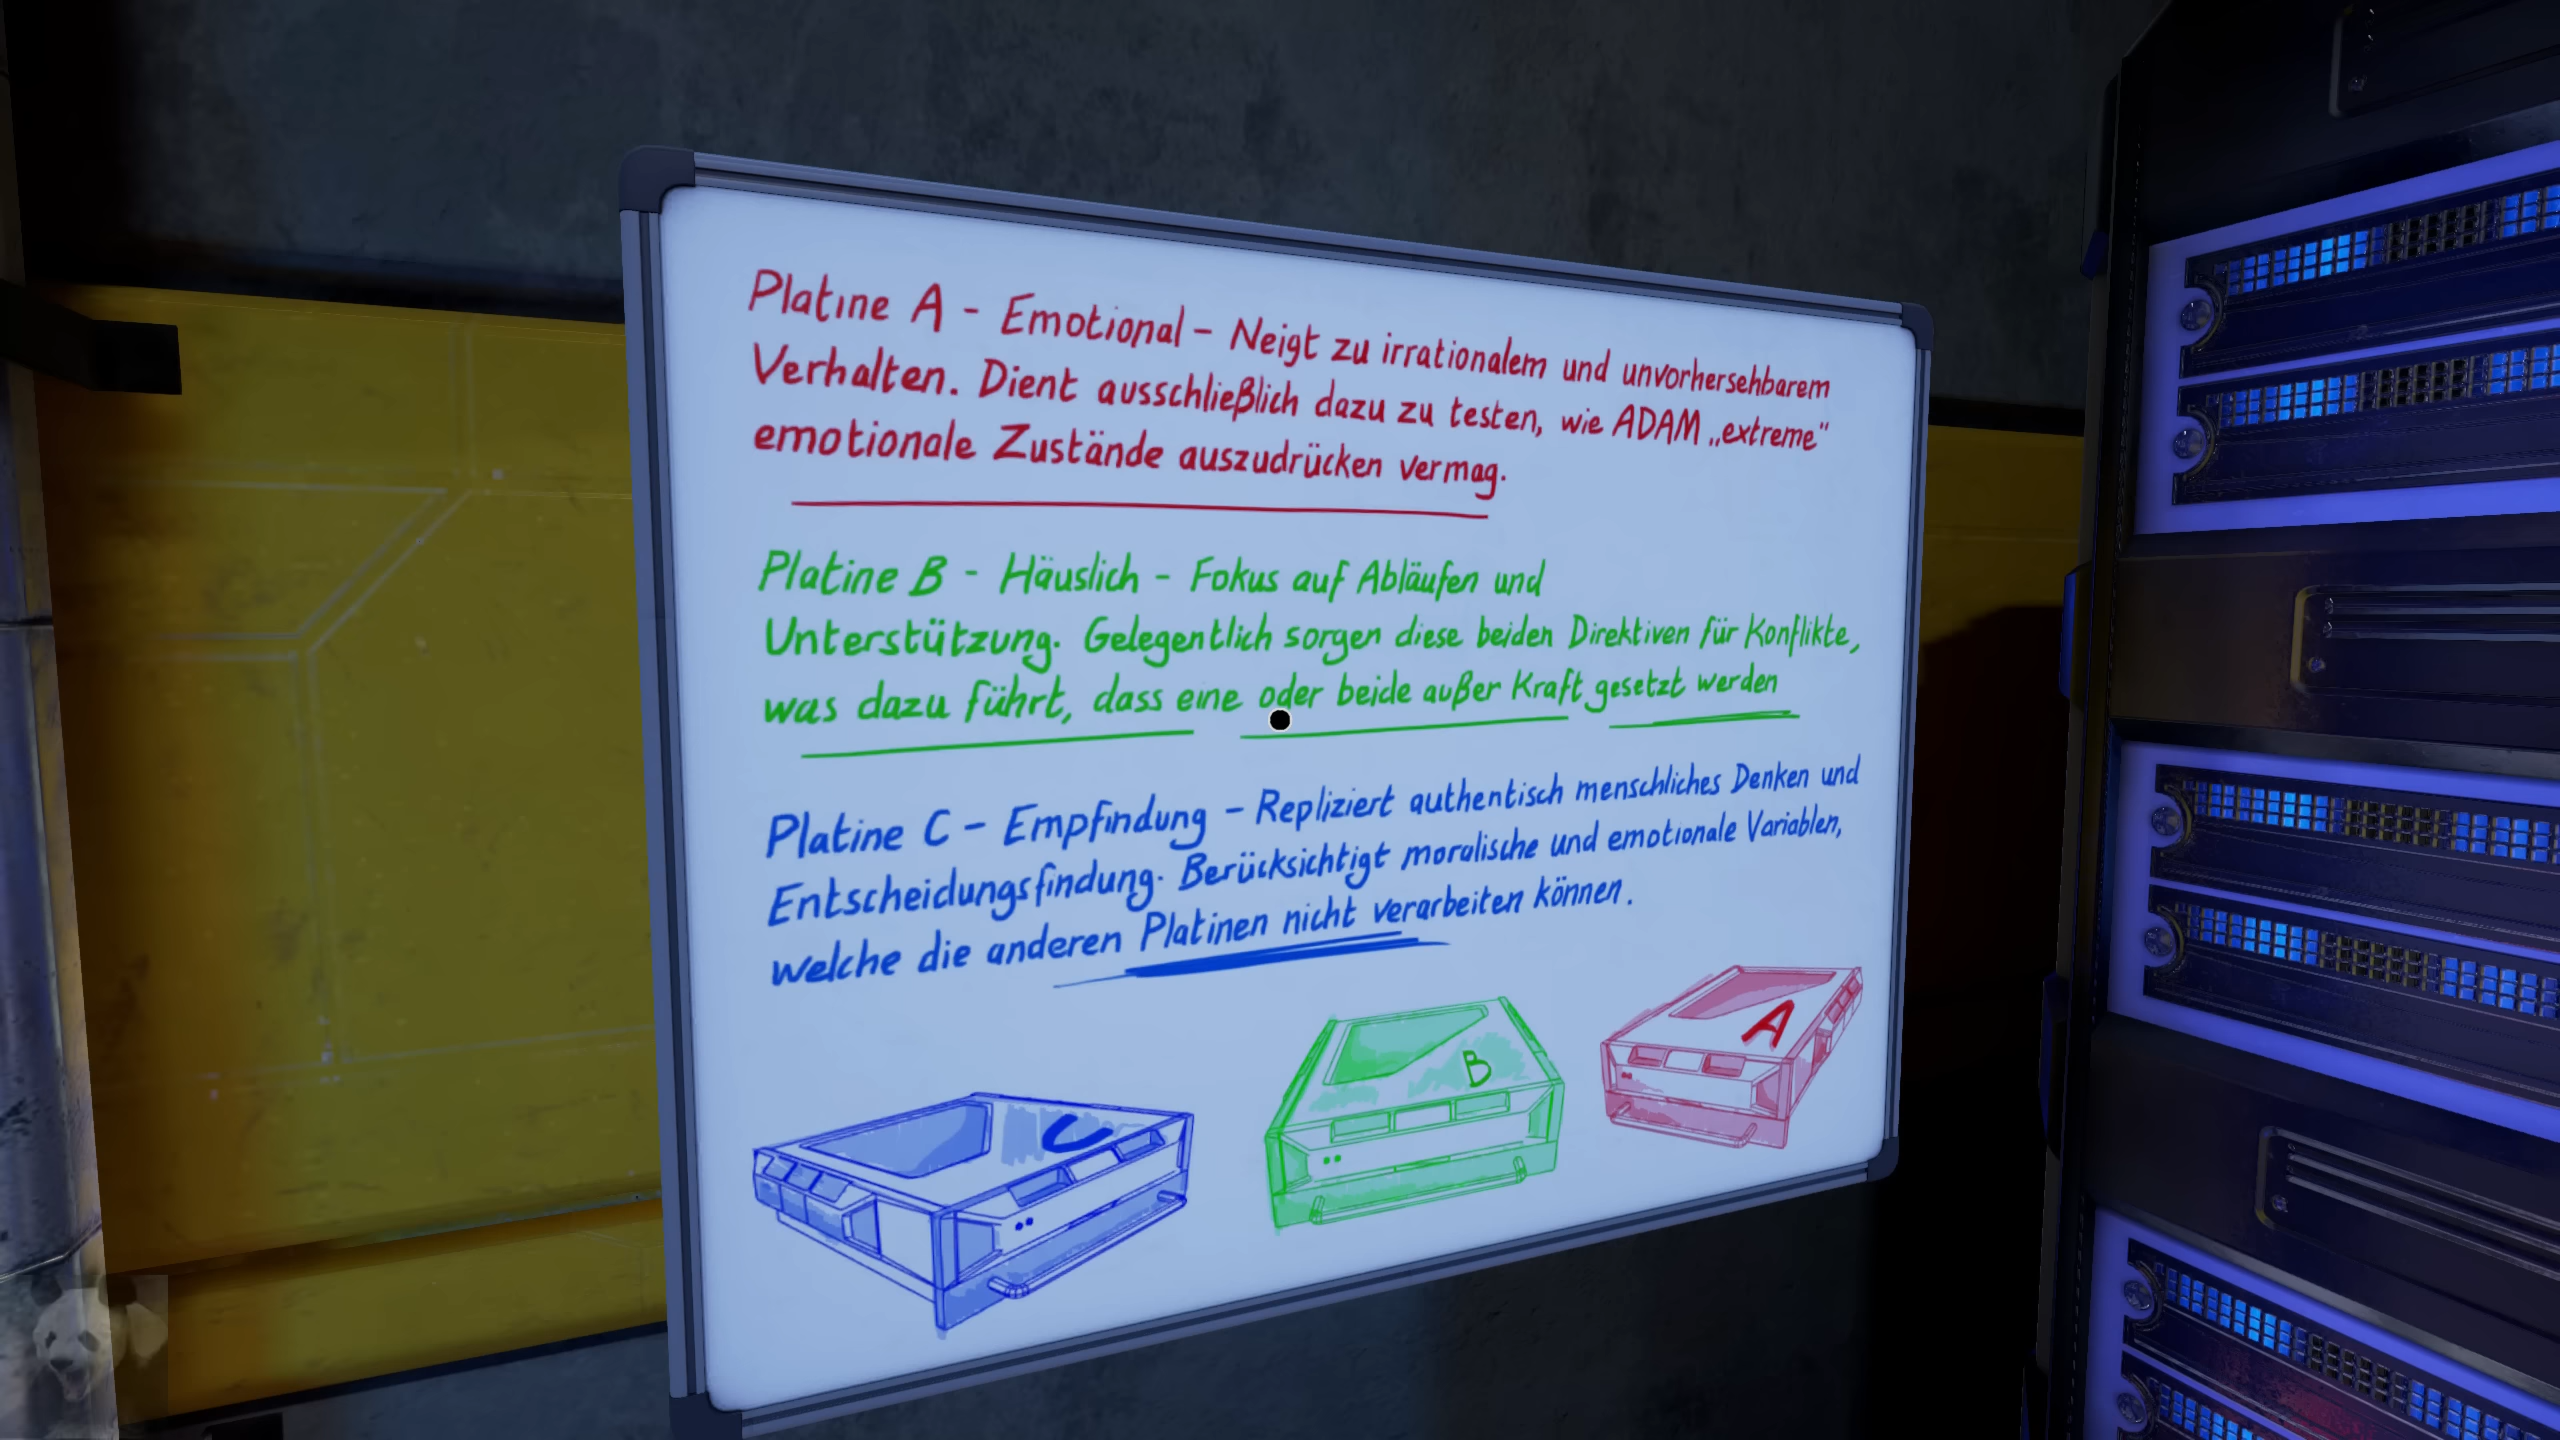 Platine A - Emotional - Neigt zu irrationalem und unvorhersehbarem
Verhalten. Dient ausschließlich dazu zu testen, wie ADAM „extreme“
emotionale Zustände auszudrücken vermag.
Platine B - Häuslich - Fokus auf Abläufen und
Unterstützung. Gelegentlich sorgen diese beiden Direktiven für Konflikte,
was dazu führt, dass eine oder beide außer Kraft gesetzt werden
Platine C - Empfindung - Repliziert authentisch menschliches Denken und
Entscheidungsfindung. Berücksichtigt moralische und emotionale Variablen,
welche die anderen Platinen nicht verarbeiten können.
A
B
C